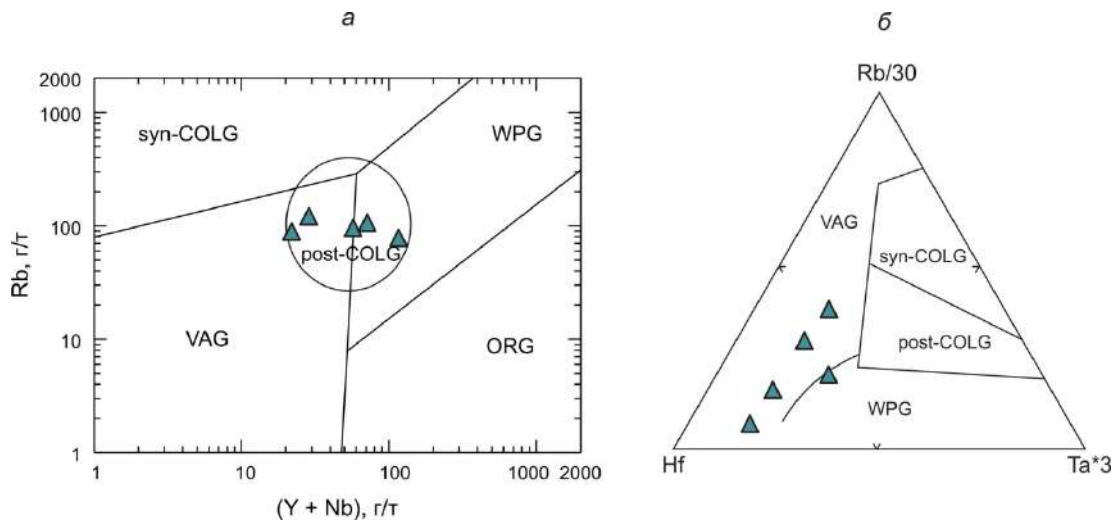 а
2000
1000
100
10
1
Rb, г/т
syn-COLG
WPG
post-COLG
VAG
ORG
1
10
100
1000 2000
(Y + Nb), г/т
б
Rb/30
VAG
syn-COLG
post-COLG
WPG
Hf
Ta*3